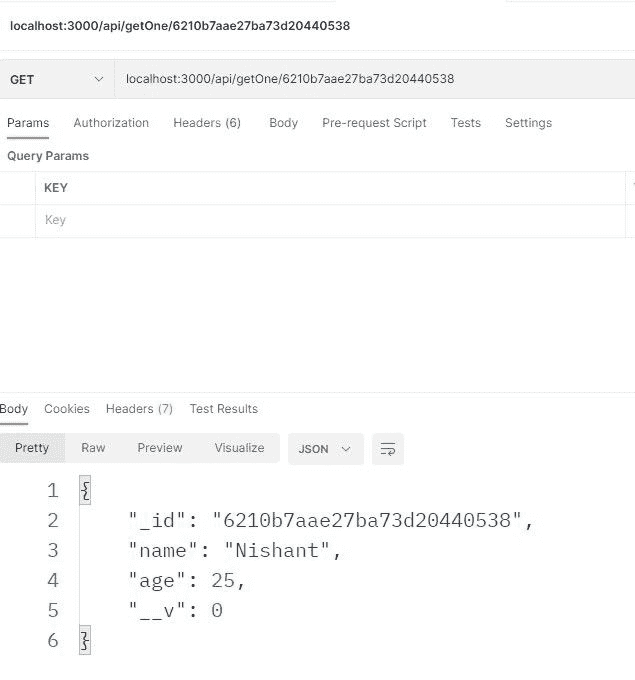 localhost:3000/api/getOne/6210b7aae27ba73d20440538
GET localhost:3000/api/getOne/6210b7aae27ba73d20440538
Params Authorization Headers (6) Body Pre-request Script Tests Settings
Query Params
KEY
Key
Body Cookies Headers (7) Test Results
Pretty Raw Preview Visualize JSON
1 {
2 "_id": "6210b7aae27ba73d20440538",
3 "name": "Nishant",
4 "age": 25,
5 "__v": 0
6 }